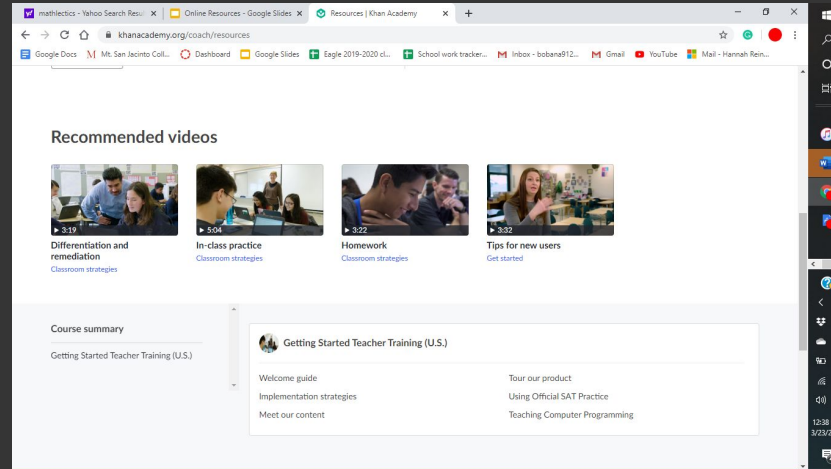 mathlectics - Yahoo Search Resul
Online Resources - Google Slides
Resources | Khan Academy
khanacademy.org/coach/resources
Google Docs
Mt. San Jacinto Coll...
Dashboard
Google Slides
Eagle 2019-2020 cl...
School work tracker...
Inbox - bobana912...
Gmail
YouTube
Mail - Hannah Rein...
Recommended videos
3:19
5:04
3:22
3:32
Differentiation and
remediation
Classroom strategies
In-class practice
Classroom strategies
Homework
Classroom strategies
Tips for new users
Get started
Course summary
Getting Started Teacher Training (U.S.)
Getting Started Teacher Training (U.S.)
Welcome guide
Implementation strategies
Meet our content
Tour our product
Using Official SAT Practice
Teaching Computer Programming
12:38
3/23/2